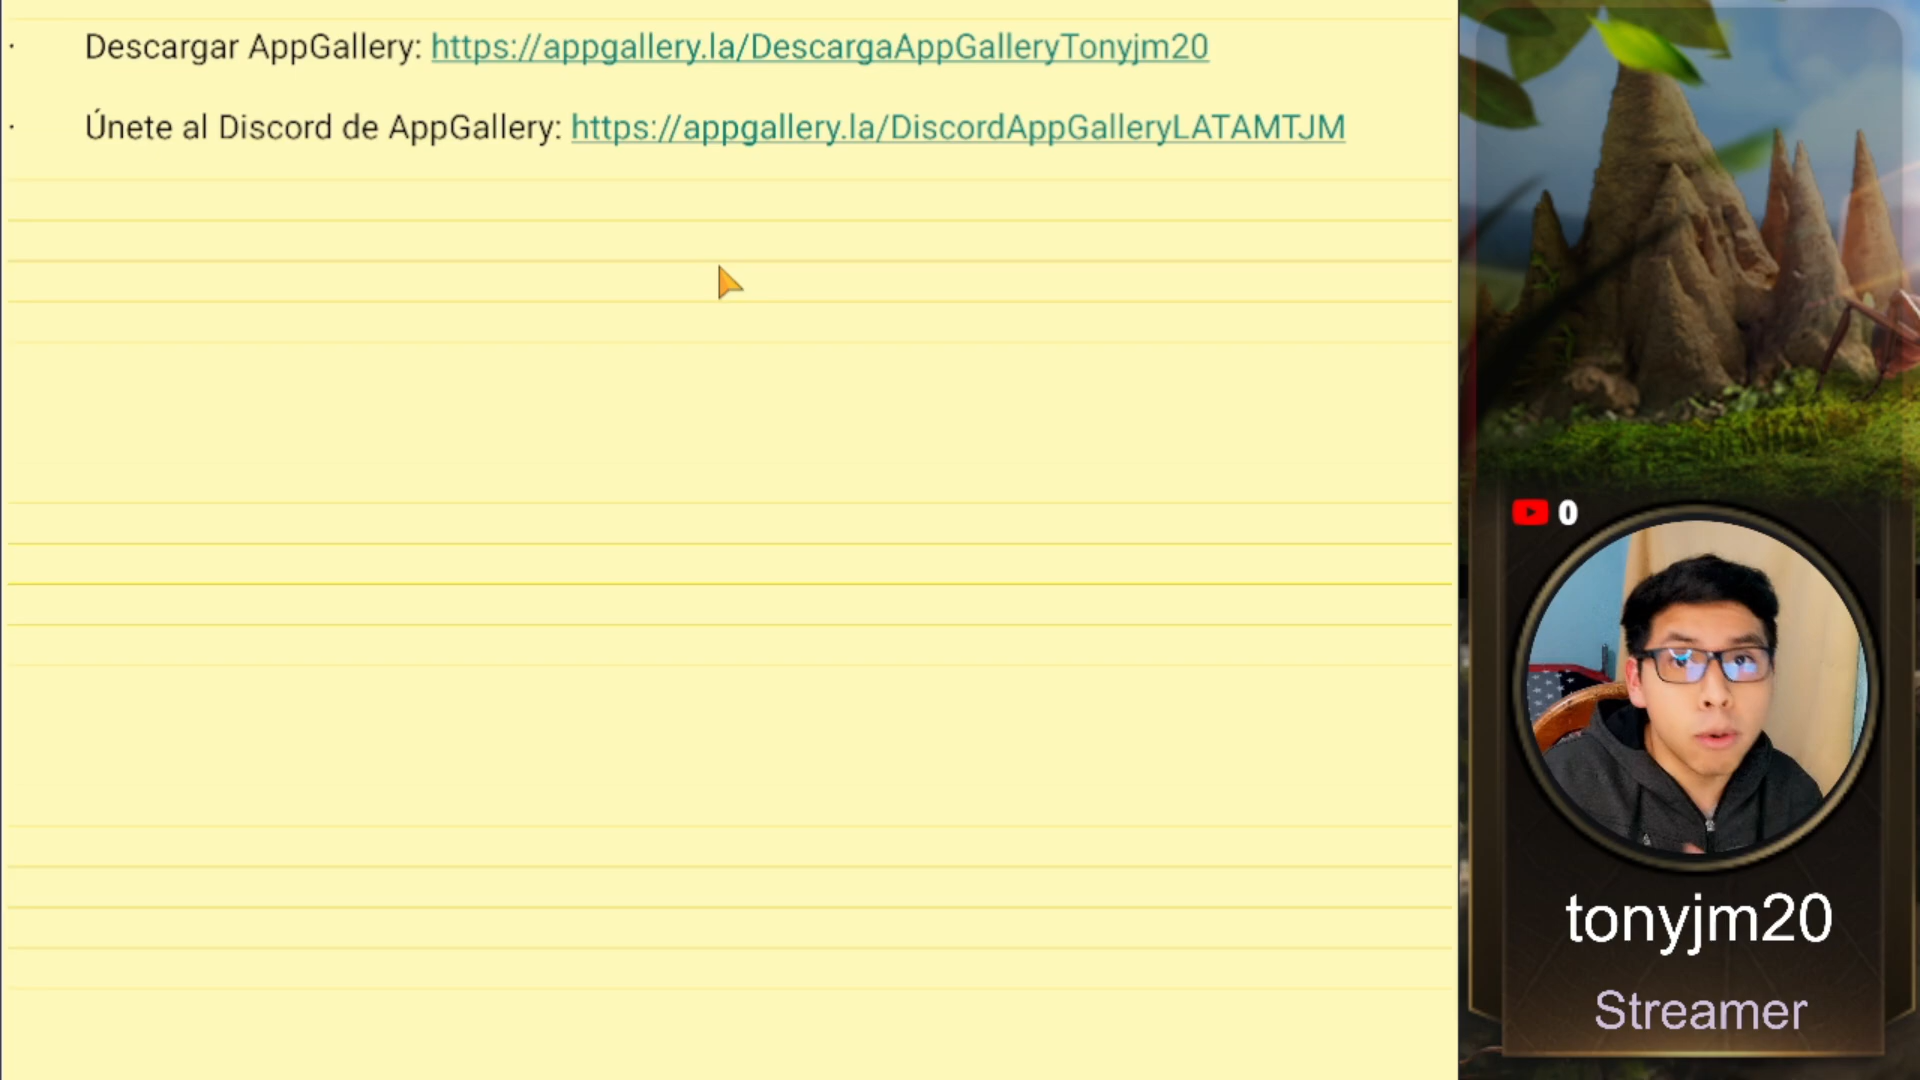 · Descargar AppGallery: https://appgallery.la/DescargaAppGalleryTonyjm20
· Únete al Discord de AppGallery: https://appgallery.la/DiscordAppGalleryLATAMTJM
0
tonyjm20
Streamer